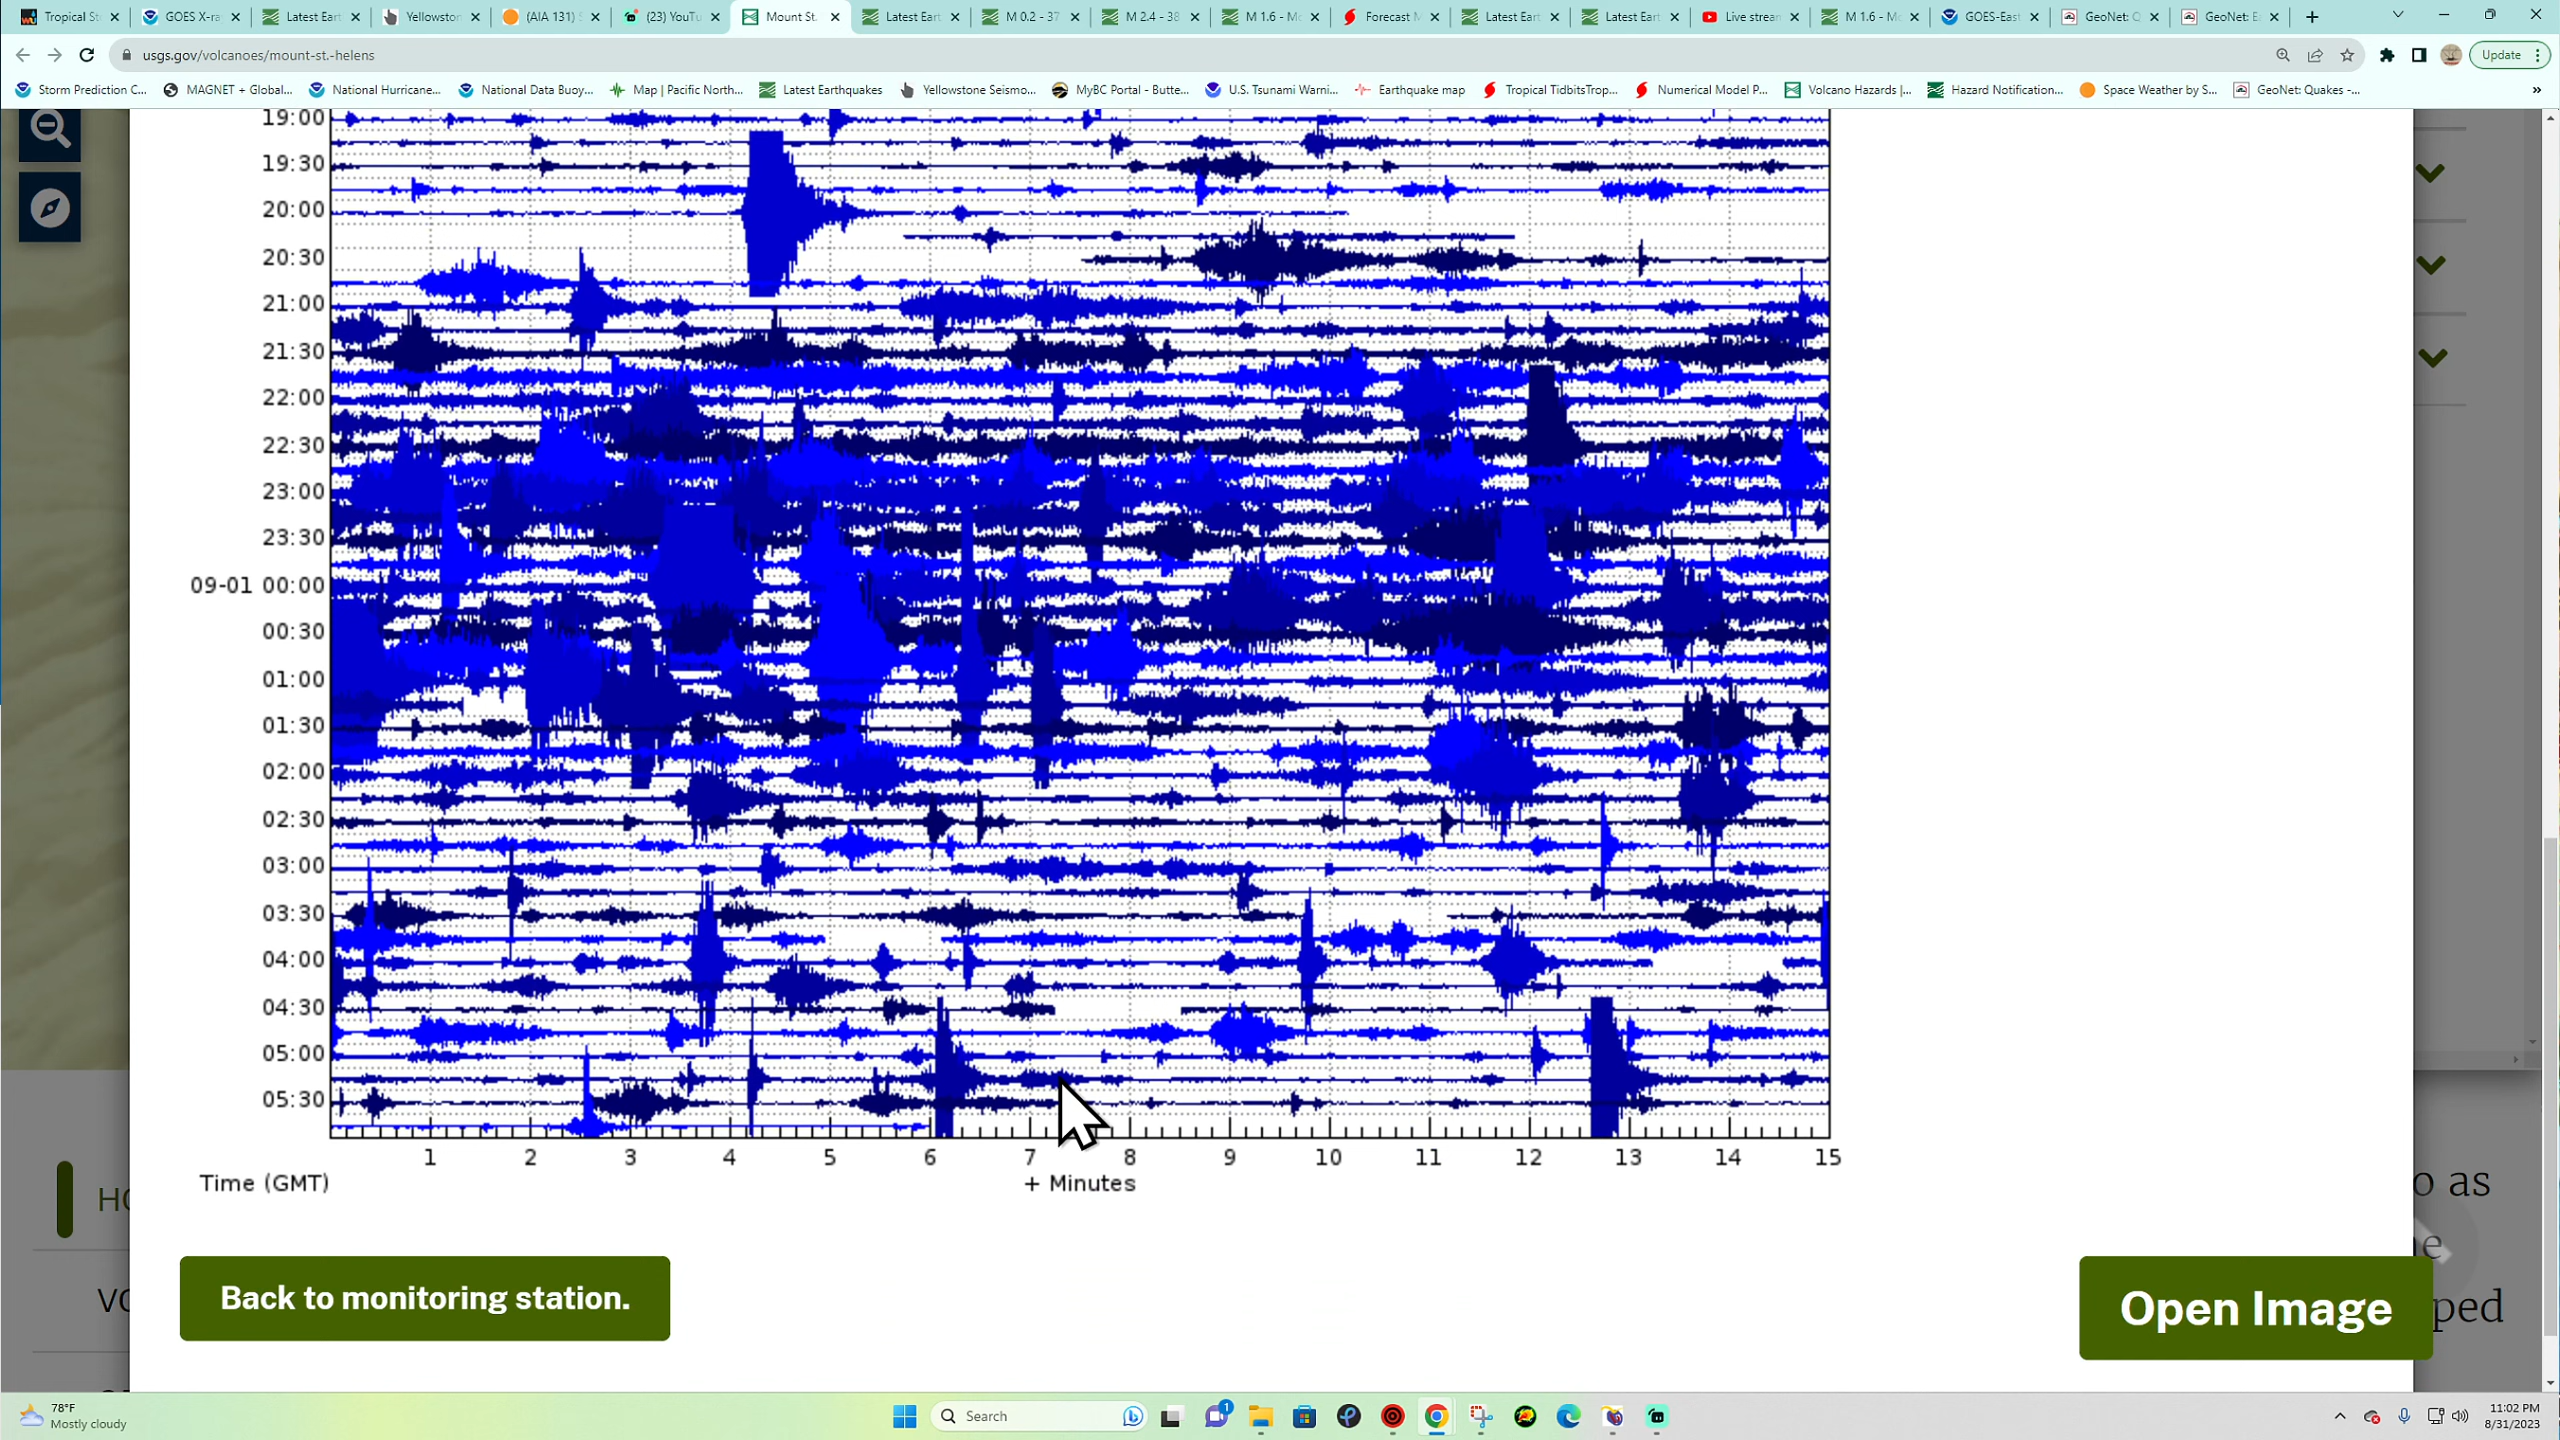 Tropical St
GOES X-ra
Latest Eart
Yellowston
(AIA 131) S
(23) YouTu
Mount St.
Latest Eart
M 0.2 - 37
M 2.4 - 38
M 1.6 - Mo
Forecast M
Latest Eart
Latest Eart
Live strean
M 1.6 - Mo
GOES-East
GeoNet: Q
GeoNet: E
usgs.gov/volcanoes/mount-st.-helens
Update
Storm Prediction C...
MAGNET + Global...
National Hurricane...
National Data Buoy...
Map | Pacific North...
Latest Earthquakes
Yellowstone Seismo...
MyBC Portal - Butte...
U.S. Tsunami Warni...
Earthquake map
Tropical TidbitsTrop...
Numerical Model P...
Volcano Hazards |...
Hazard Notification...
Space Weather by S...
GeoNet: Quakes -...
»
19:00
19:30
20:00
20:30
21:00
21:30
22:00
22:30
23:00
23:30
09-01 00:00
00:30
01:00
01:30
02:00
02:30
03:00
03:30
04:00
04:30
05:00
05:30
1 2 3 4 5 6 7 8 9 10 11 12 13 14 15
Time (GMT)
+ Minutes
HO
VO
o as
e
ped
Back to monitoring station.
Open Image
78°F
Mostly cloudy
Search
1
11:02 PM
8/31/2023